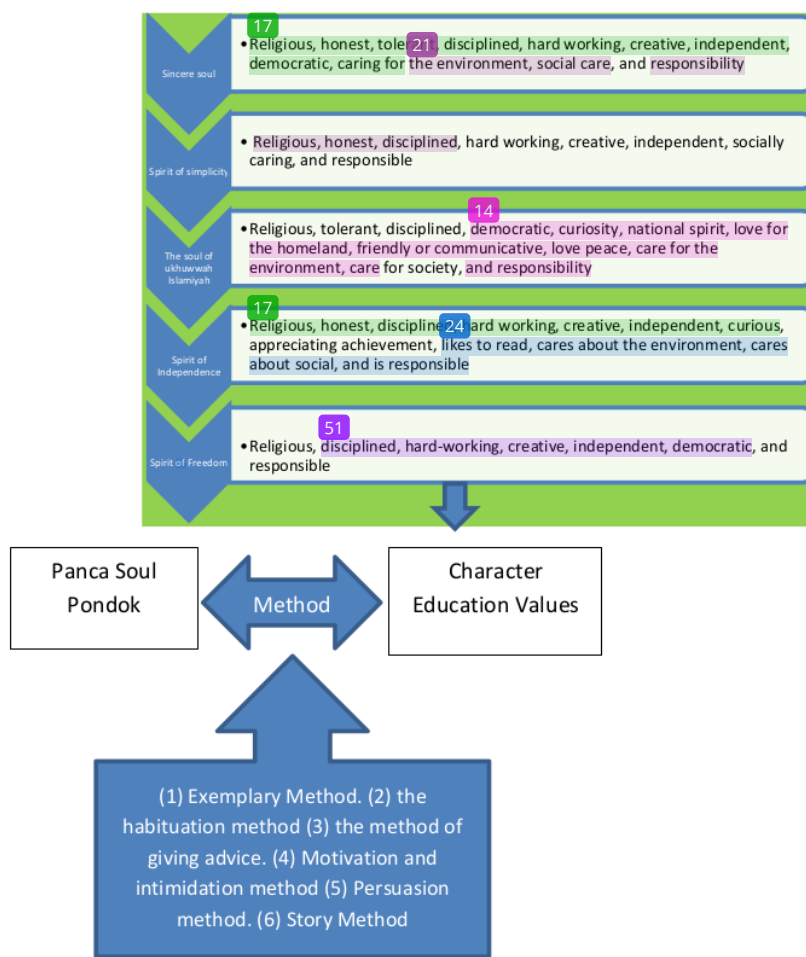 17
21
Sincere soul
•Religious, honest, tolerant, disciplined, hard working, creative, independent,
democratic, caring for the environment, social care, and responsibility
Spirit of simplicity
• Religious, honest, disciplined, hard working, creative, independent, socially
caring, and responsible
14
The soul of
ukhuwwah
Islamiyah
•Religious, tolerant, disciplined, democratic, curiosity, national spirit, love for
the homeland, friendly or communicative, love peace, care for the
environment, care for society, and responsibility
17
24
Spirit of
Independence
•Religious, honest, disciplined, hard working, creative, independent, curious,
appreciating achievement, likes to read, cares about the environment, cares
about social, and is responsible
51
Spirit of Freedom
•Religious, disciplined, hard-working, creative, independent, democratic, and
responsible
Panca Soul
Pondok
Method
Character
Education Values
(1) Exemplary Method. (2) the
habituation method (3) the method of
giving advice. (4) Motivation and
intimidation method (5) Persuasion
method. (6) Story Method